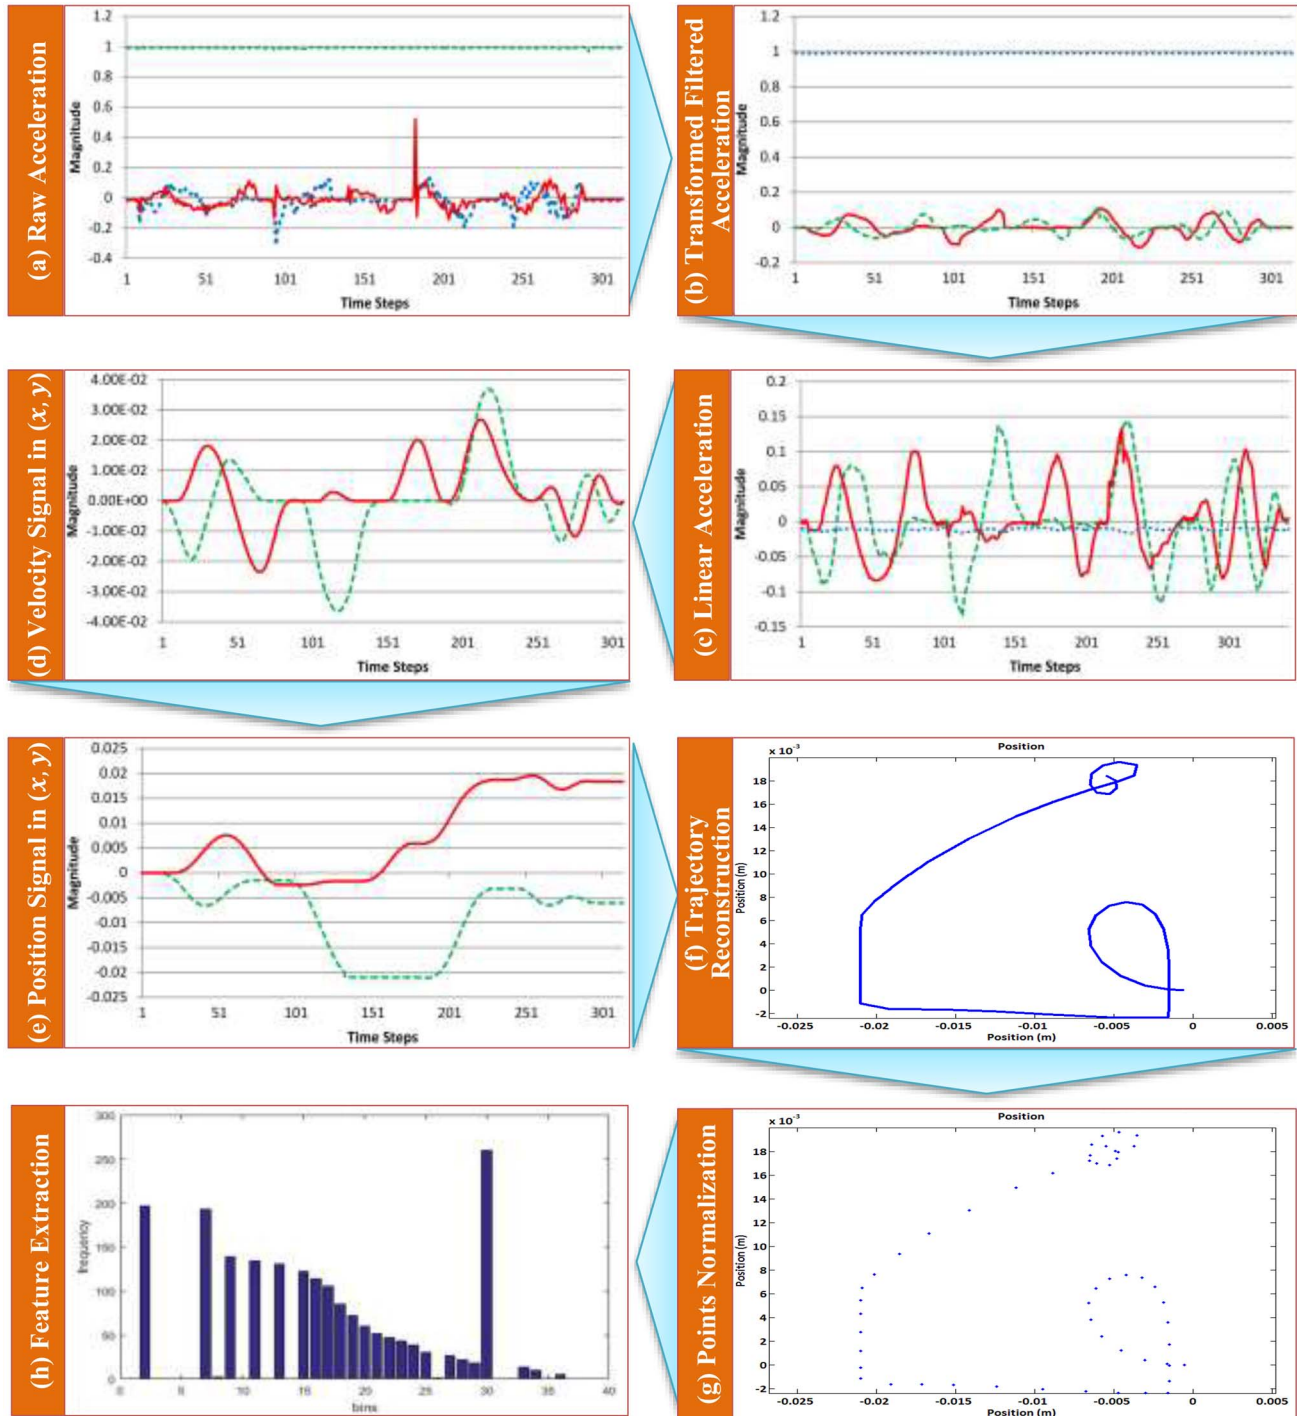 (a) Raw Acceleration
1.2
1
0.8
0.6
0.4
0.2
0
-0.2
-0.4
Magnitude
1 51 101 151 201 251 301
Time Steps
(b) Transformed Filtered
Acceleration
1.2
1
0.8
0.6
0.4
0.2
0
-0.2
Magnitude
1 51 101 151 201 251 301
Time Steps
(d) Velocity Signal in (x, y)
4.00E-02
3.00E-02
2.00E-02
1.00E-02
0.00E+00
-1.00E-02
-2.00E-02
-3.00E-02
-4.00E-02
Magnitude
1 51 101 151 201 251 301
Time Steps
(c) Linear Acceleration
0.2
0.15
0.1
0.05
0
-0.05
-0.1
-0.15
Magnitude
1 51 101 151 201 251 301
Time Steps
(e) Position Signal in (x, y)
0.025
0.02
0.015
0.01
0.005
0
-0.005
-0.01
-0.015
-0.02
-0.025
Magnitude
1 51 101 151 201 251 301
Time Steps
(f) Trajectory
Reconstruction
Position
x 10⁻³
18
16
14
12
10
8
6
4
2
0
-2
Position (m)
-0.025 -0.02 -0.015 -0.01 -0.005 0 0.005
Position (m)
(h) Feature Extraction
300
250
200
150
100
50
0
frequency
0 5 10 15 20 25 30 35 40
bins
(g) Points Normalization
Position
x 10⁻³
18
16
14
12
10
8
6
4
2
0
-2
Position (m)
-0.025 -0.02 -0.015 -0.01 -0.005 0 0.005
Position (m)